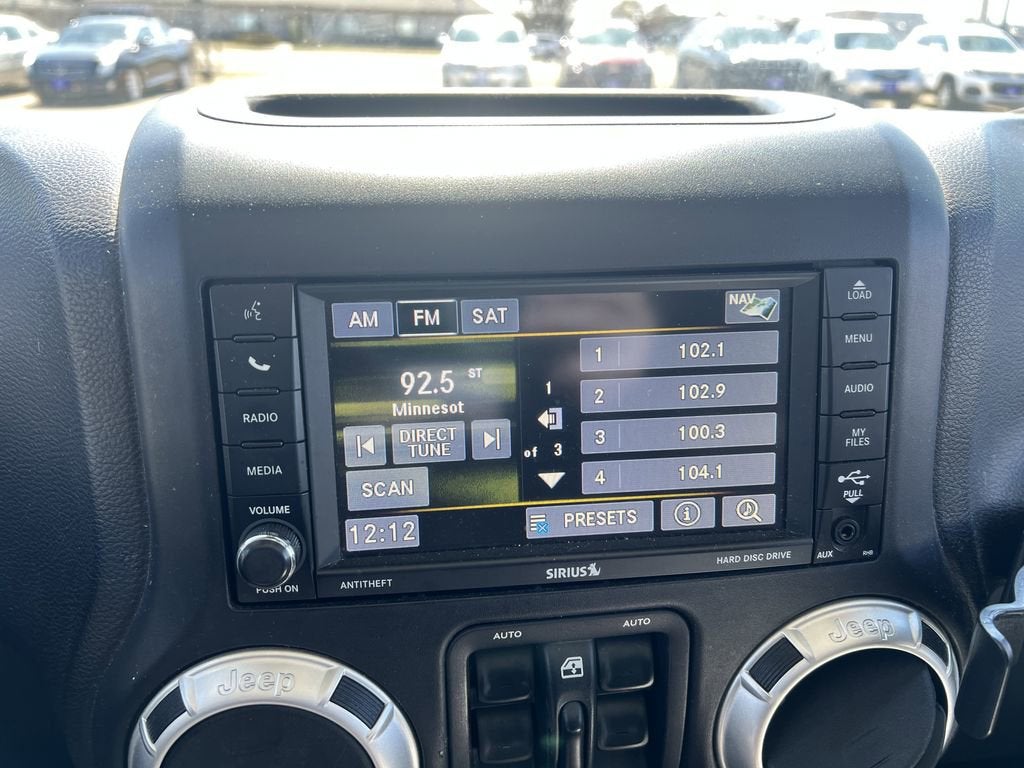 LOAD
MENU
AUDIO
MY
FILES
PULL
AUX RHB
RADIO
MEDIA
VOLUME
PUSH ON
AM FM SAT NAV
92.5 ST
Minnesot
DIRECT
TUNE
SCAN
12:12
1
of 3
1 102.1
2 102.9
3 100.3
4 104.1
PRESETS
i
ANTITHEFT SIRIUS HARD DISC DRIVE
AUTO AUTO
Jeep Jeep